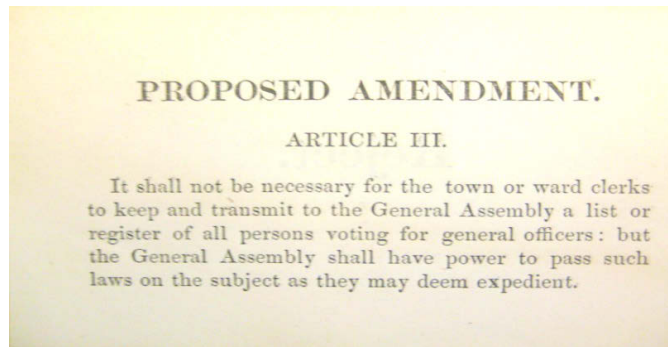 PROPOSED AMENDMENT.
ARTICLE III.
It shall not be necessary for the town or ward clerks
to keep and transmit to the General Assembly a list or
register of all persons voting for general officers: but
the General Assembly shall have power to pass such
laws on the subject as they may deem expedient.